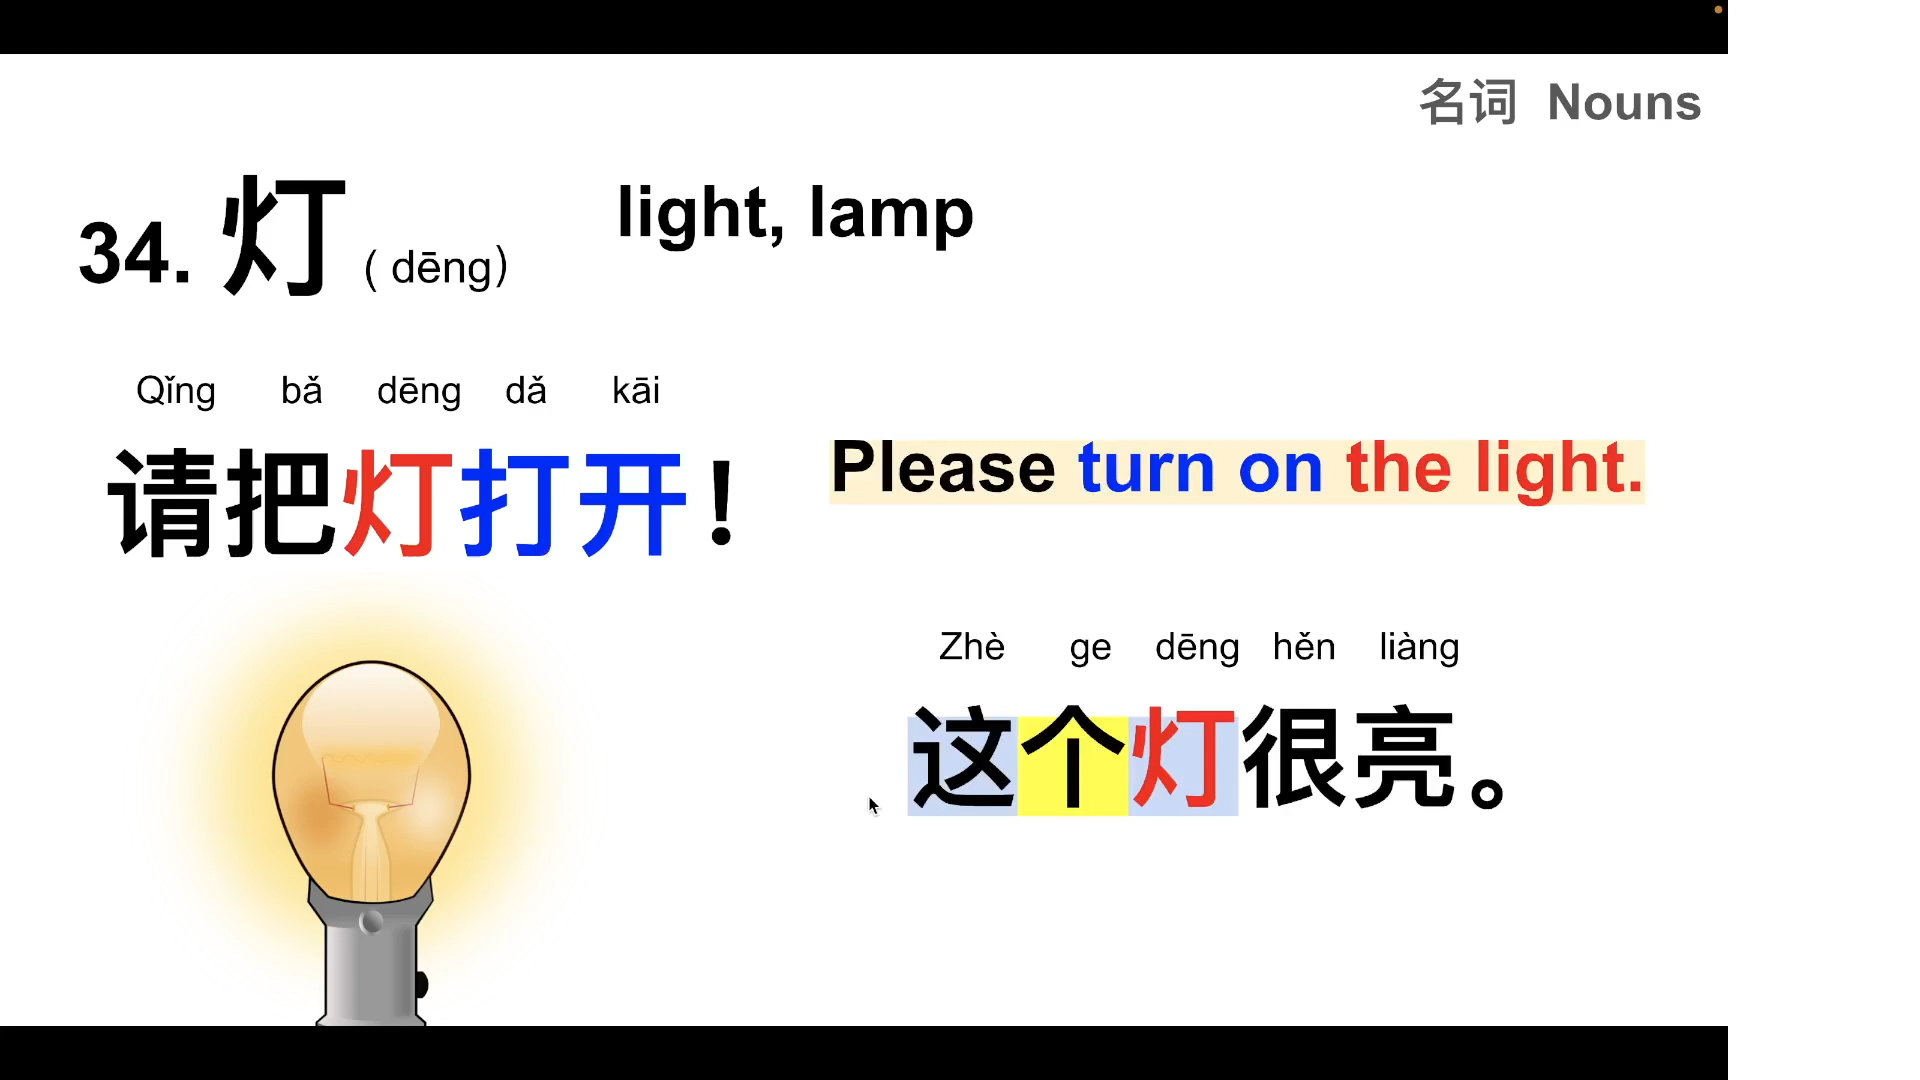 名词 Nouns
34. 灯 ( dēng) light, lamp
Qǐng bǎ dēng dǎ kāi
请把灯打开！
Please turn on the light.
Zhè ge dēng hěn liàng
这个灯很亮。